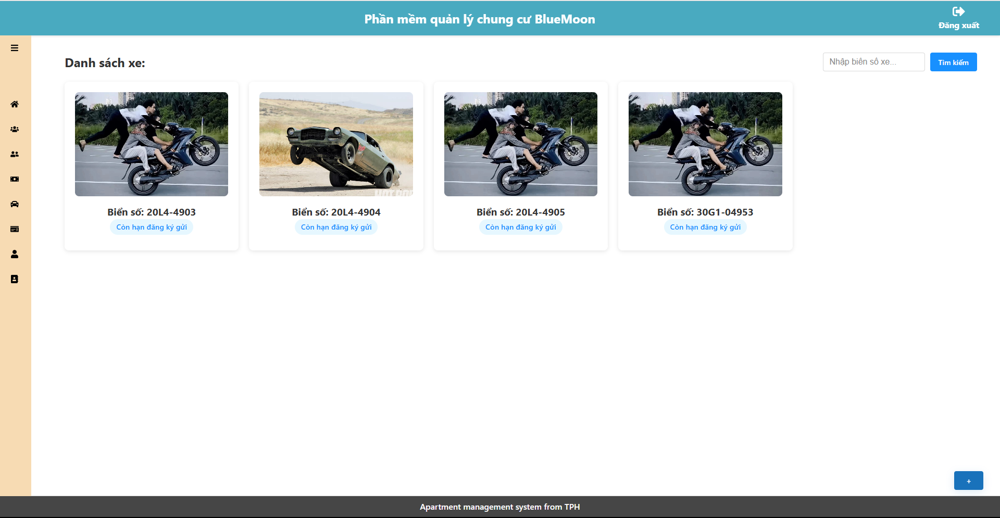 Phần mềm quản lý chung cư BlueMoon
Đăng xuất
Danh sách xe:
Nhập biển số xe...
Tìm kiếm
Biển số: 20L4-4903
Còn hạn đăng ký gửi
Biển số: 20L4-4904
Còn hạn đăng ký gửi
Biển số: 20L4-4905
Còn hạn đăng ký gửi
Biển số: 30G1-04953
Còn hạn đăng ký gửi
+
Apartment management system from TPH